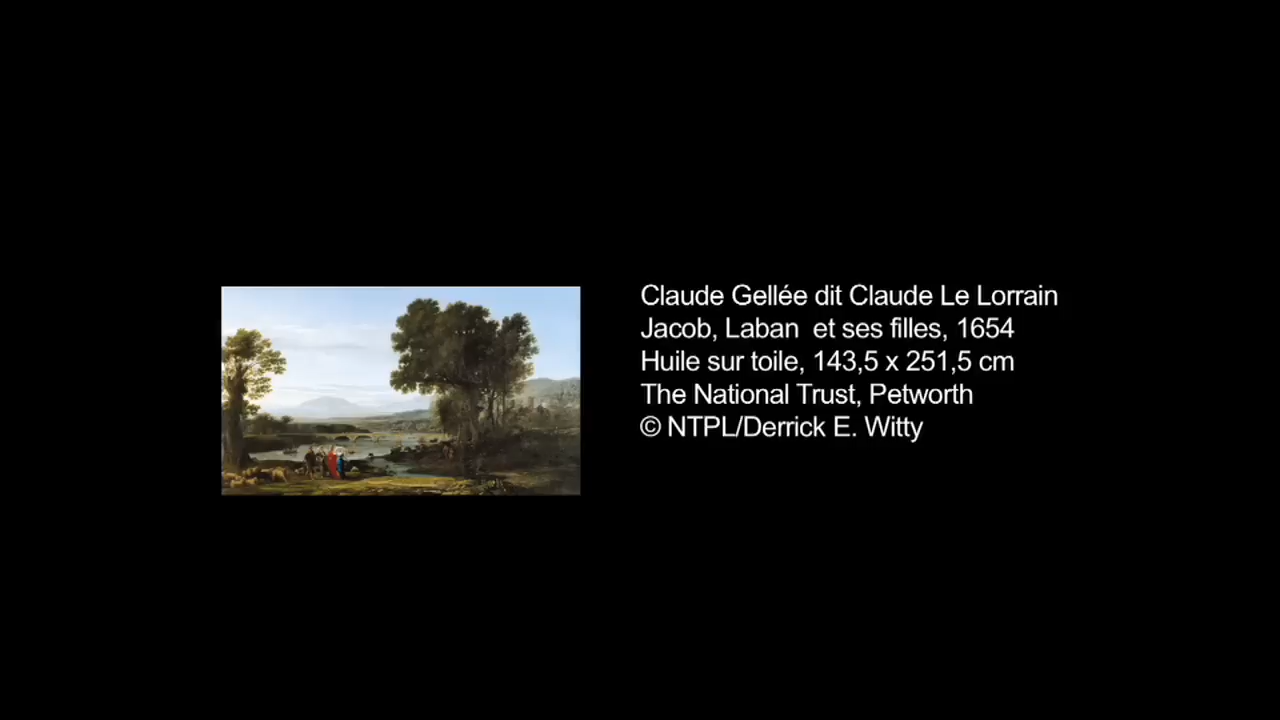 Claude Gellée dit Claude Le Lorrain
Jacob, Laban et ses filles, 1654
Huile sur toile, 143,5 x 251,5 cm
The National Trust, Petworth
© NTPL/Derrick E. Witty